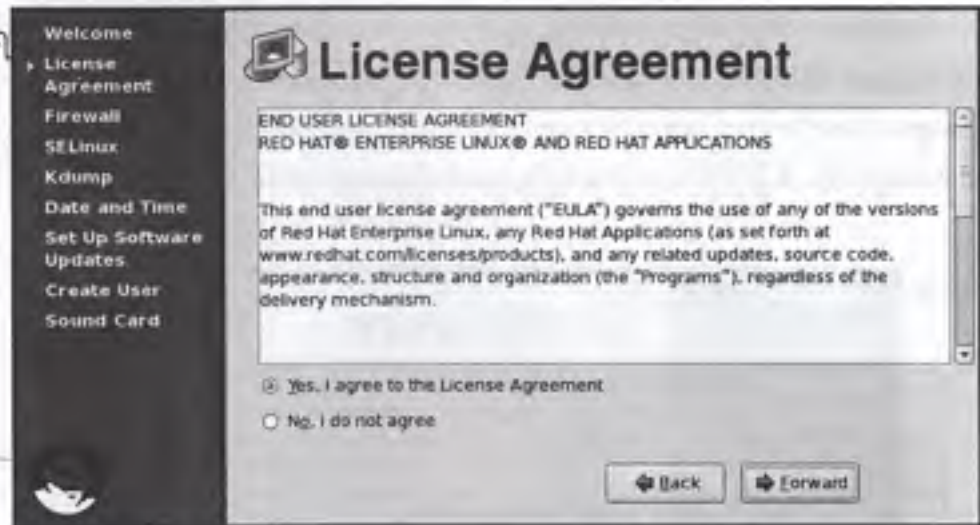 Welcome
License
Agreement
Firewall
SELinux
Kdump
Date and Time
Set Up Software
Updates
Create User
Sound Card
License Agreement
END USER LICENSE AGREEMENT
RED HAT® ENTERPRISE LINUX® AND RED HAT APPLICATIONS
This end user license agreement ("EULA") governs the use of any of the versions
of Red Hat Enterprise Linux, any Red Hat Applications (as set forth at
www.redhat.com/licenses/products), and any related updates, source code,
appearance, structure and organization (the "Programs"), regardless of the
delivery mechanism.
Yes, I agree to the License Agreement
No, I do not agree
Back
Forward